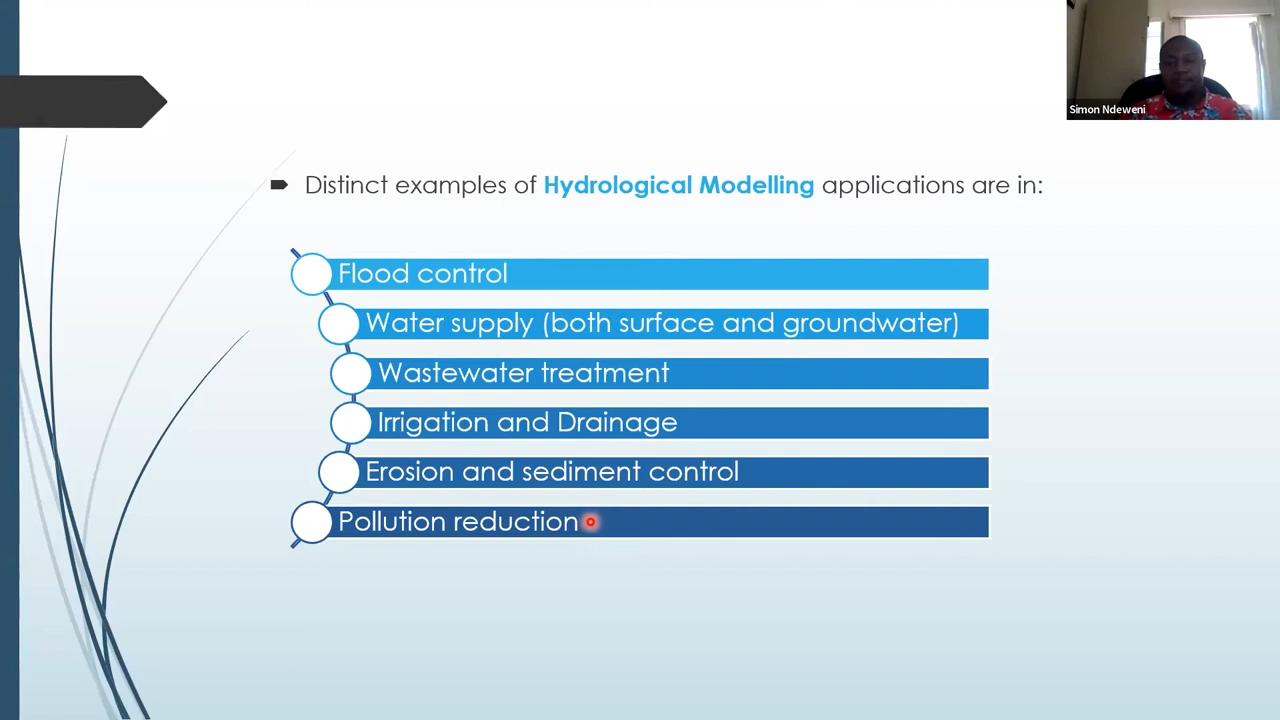 Simon Ndeweni
Distinct examples of Hydrological Modelling applications are in:
Flood control
Water supply (both surface and groundwater)
Wastewater treatment
Irrigation and Drainage
Erosion and sediment control
Pollution reduction